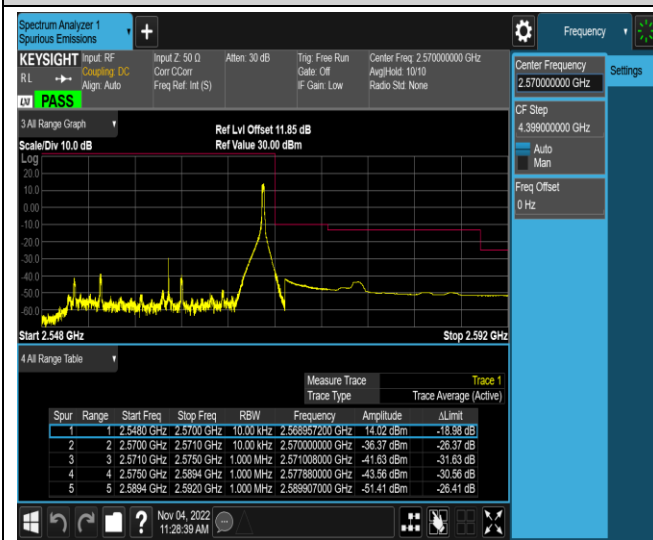 Spectrum Analyzer 1
Spurious Emissions
Frequency
KEYSIGHT Input: RF Input Z: 50 Ω Atten: 30 dB Trig: Free Run Center Freq: 2.570000000 GHz
RL Coupling: DC Corr CCorr Gate: Off Avg|Hold: 10/10
Align: Auto Freq Ref: Int (S) IF Gain: Low Radio Std: None
LXI PASS
Center Frequency
2.570000000 GHz
Settings
CF Step
4.399000000 GHz
Auto
Man
Freq Offset
0 Hz
3 All Range Graph
Ref Lvl Offset 11.85 dB
Scale/Div 10.0 dB Ref Value 30.00 dBm
Log
20.0
10.0
0.00
-10.0
-20.0
-30.0
-40.0
-50.0
-60.0
Start 2.548 GHz Stop 2.592 GHz
4 All Range Table
Measure Trace Trace 1
Trace Type Trace Average (Active)
Spur Range Start Freq Stop Freq RBW Frequency Amplitude ΔLimit
1 1 2.5480 GHz 2.5700 GHz 10.00 kHz 2.568957200 GHz 14.02 dBm -18.98 dB
2 2 2.5700 GHz 2.5710 GHz 10.00 kHz 2.570000000 GHz -36.37 dBm -26.37 dB
3 3 2.5710 GHz 2.5750 GHz 1.000 MHz 2.571008000 GHz -41.63 dBm -31.63 dB
4 4 2.5750 GHz 2.5894 GHz 1.000 MHz 2.577880000 GHz -43.56 dBm -30.56 dB
5 5 2.5894 GHz 2.5920 GHz 1.000 MHz 2.589907000 GHz -51.41 dBm -26.41 dB
Nov 04, 2022
11:28:39 AM